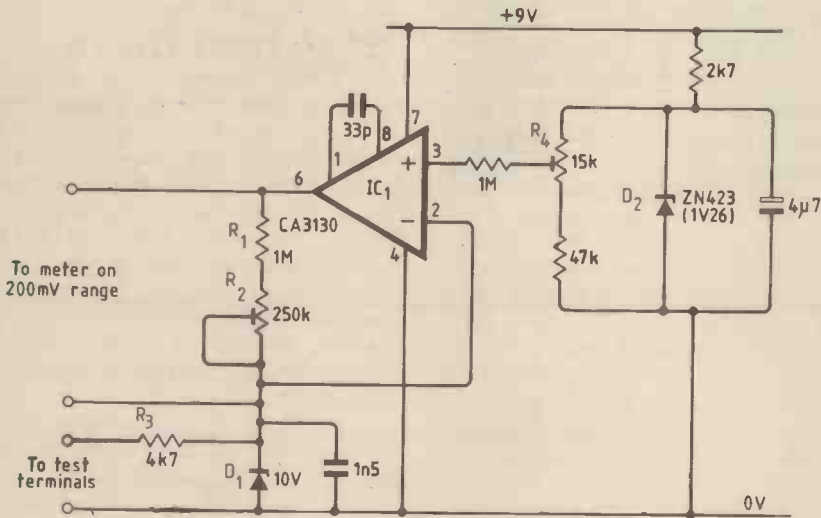 +9V
2k7
33p
8
7
1
R4
3
+
15k
6
IC1
1M
D2
ZN423
(1V26)
4μ7
2
−
CA3130
R1
1M
4
47k
To meter on
200mV range
R2
250k
R3
4k7
To test
terminals
D1
10V
1n5
0V